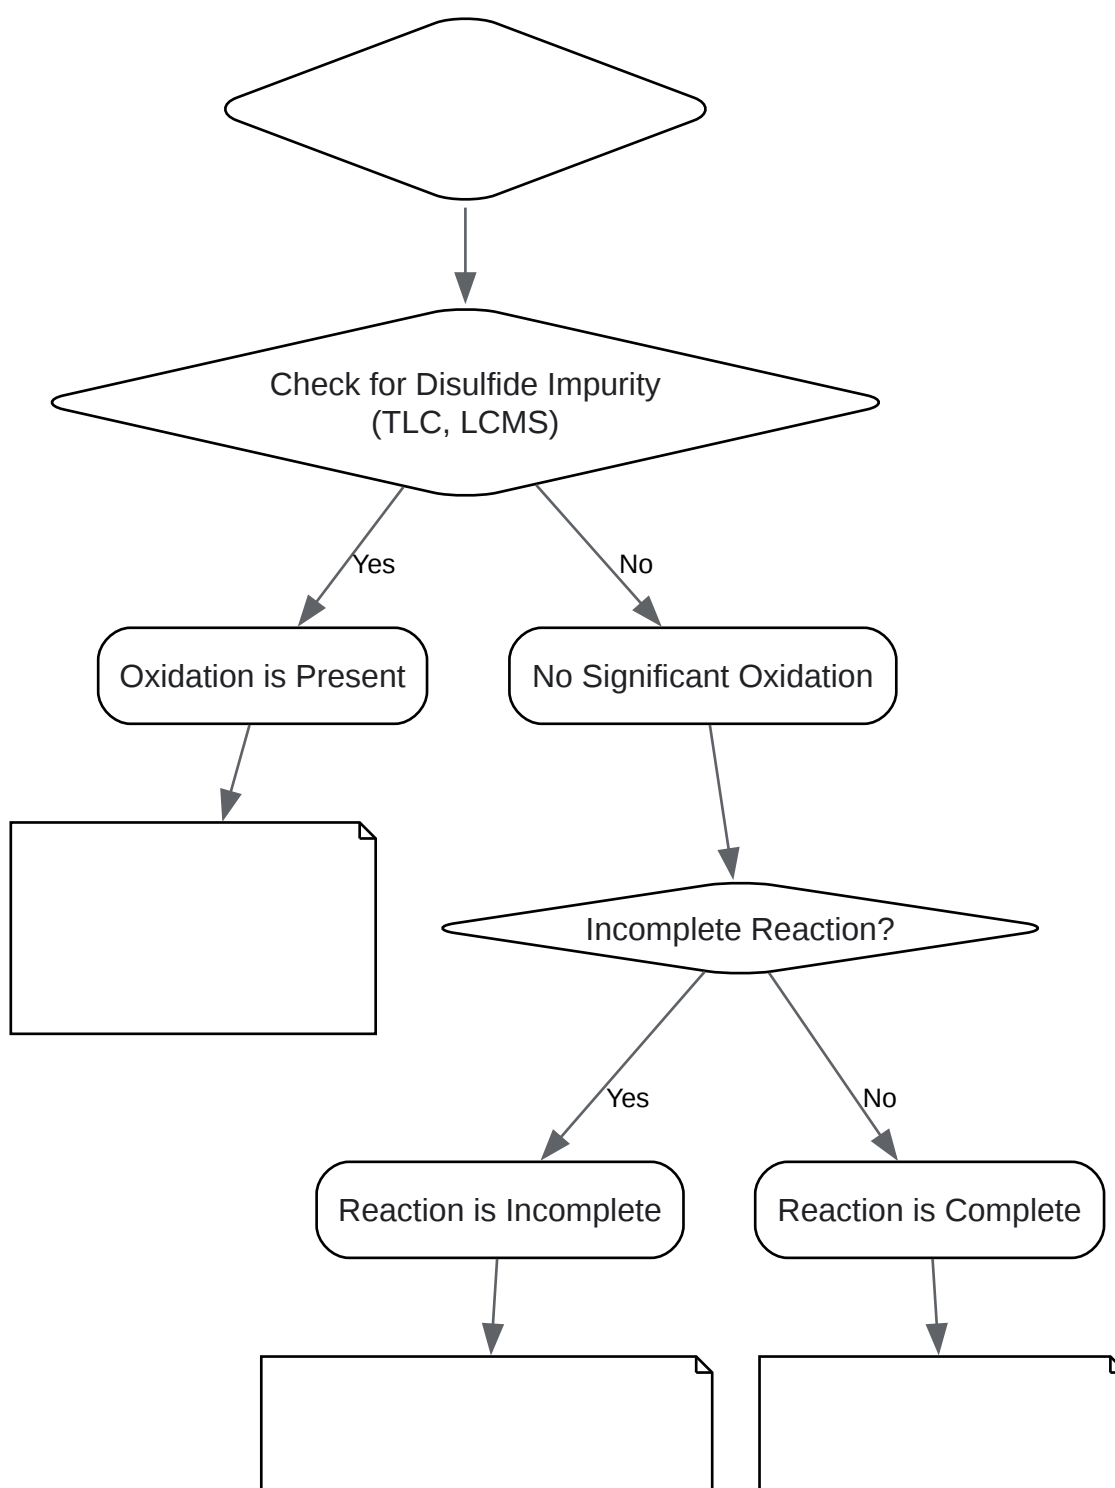 Check for Disulfide Impurity
(TLC, LCMS)
Yes
No
Oxidation is Present
No Significant Oxidation
Incomplete Reaction?
Yes
No
Reaction is Incomplete
Reaction is Complete